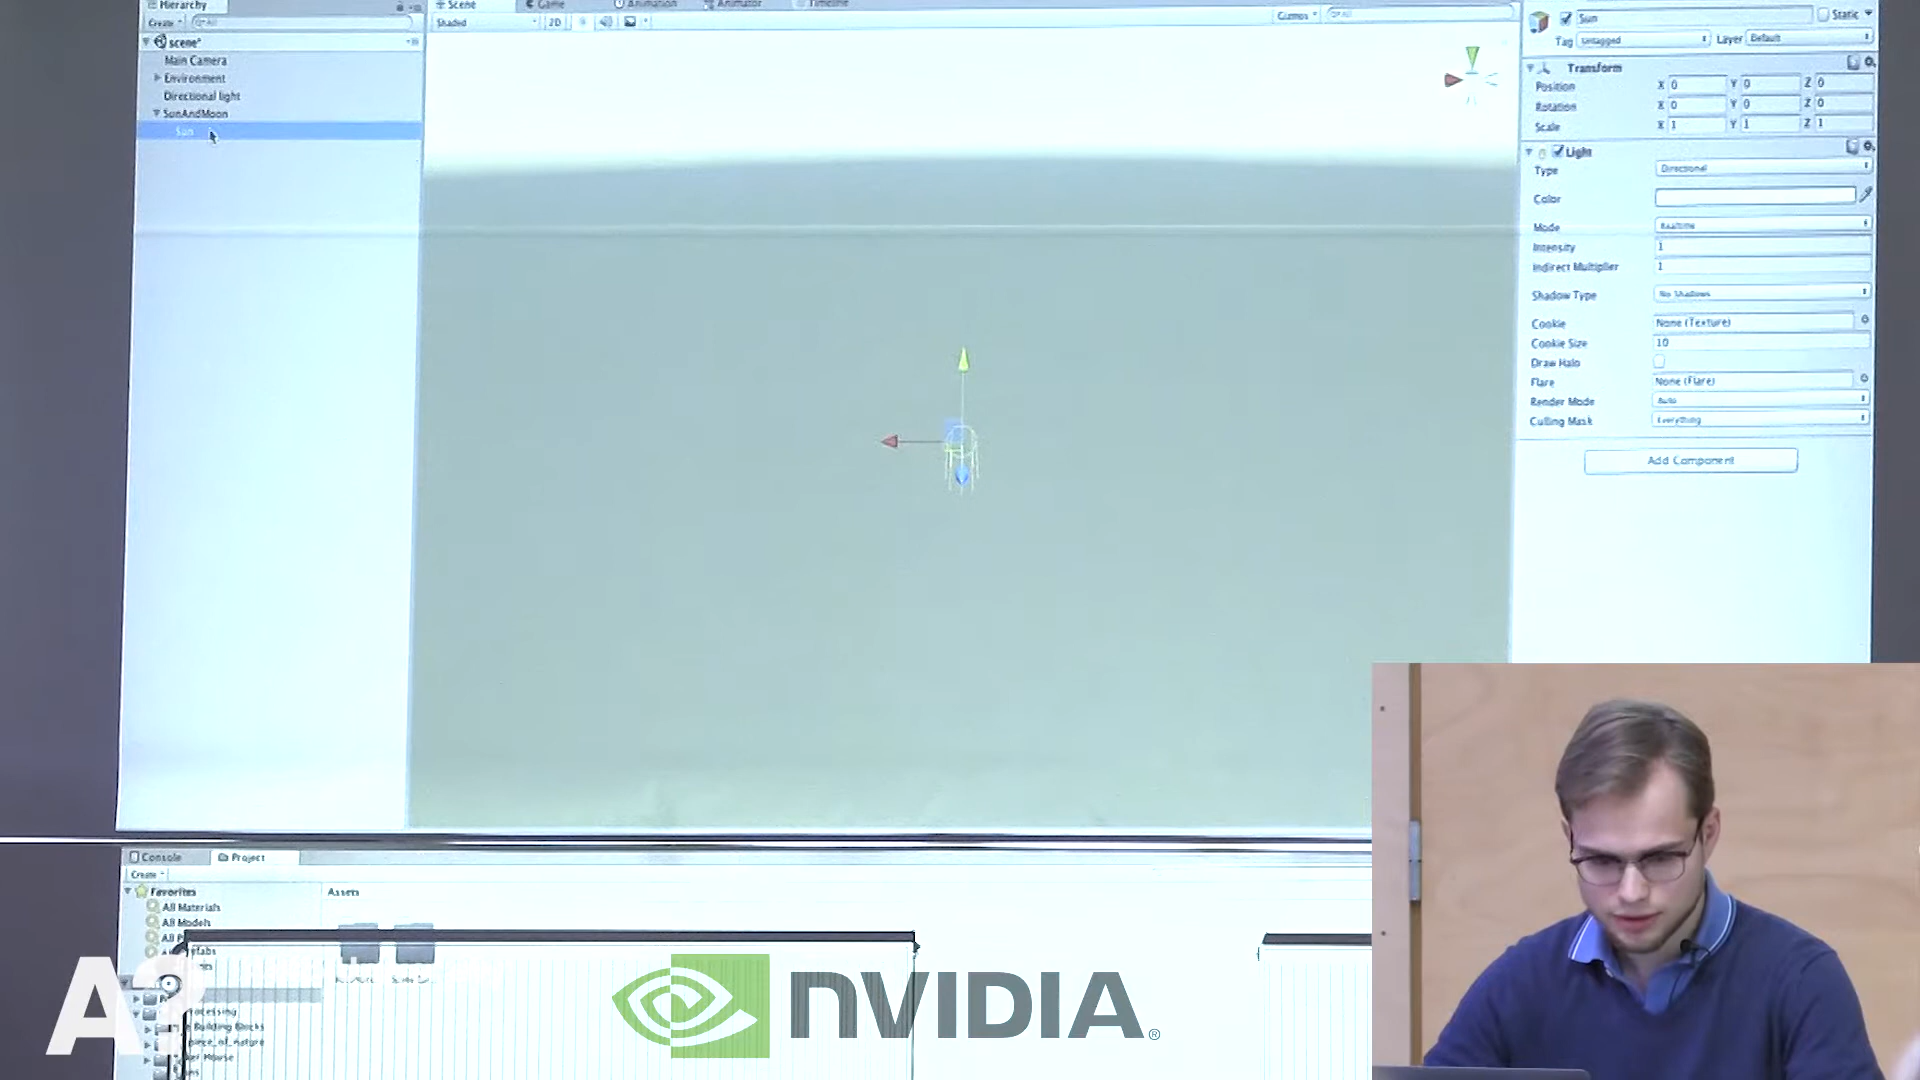 Hierarchy
Create
scene*
Main Camera
Environment
Directional light
SunAndMoon
Sun
Scene
Game
Animation
Animator
Timeline
Shaded
2D
Gizmos
Sun
Static
Tag
Untagged
Layer
Default
Transform
Position
X 0
Y 0
Z 0
Rotation
X 0
Y 0
Z 0
Scale
X 1
Y 1
Z 1
Light
Type
Directional
Color
Mode
Realtime
Intensity
1
Indirect Multiplier
1
Shadow Type
No Shadows
Cookie
None (Texture)
Cookie Size
10
Draw Halo
Flare
None (Flare)
Render Mode
Auto
Culling Mask
Everything
Add Component
Console
Project
Create
Favorites
All Materials
All Models
Assets
Building Blocks
A?
NVIDIA®